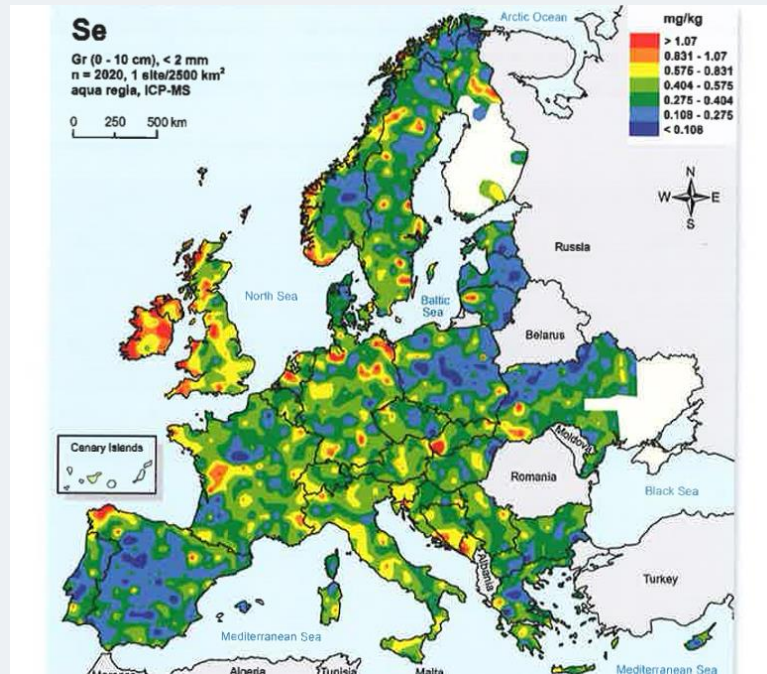 Se
Gr (0 - 10 cm), < 2 mm
n = 2020, 1 site/2500 km²
aqua regia, ICP-MS
0 250 500 km
Arctic Ocean
mg/kg
> 1.07
0.831 - 1.07
0.575 - 0.831
0.404 - 0.575
0.275 - 0.404
0.108 - 0.275
< 0.108
N
W E
S
Russia
North Sea
Baltic
Sea
Belarus
Canary Islands
Moldova
Romania
Black Sea
Albania
Turkey
Mediterranean Sea
Algeria
Tunisia
Malta
Mediterranean Sea